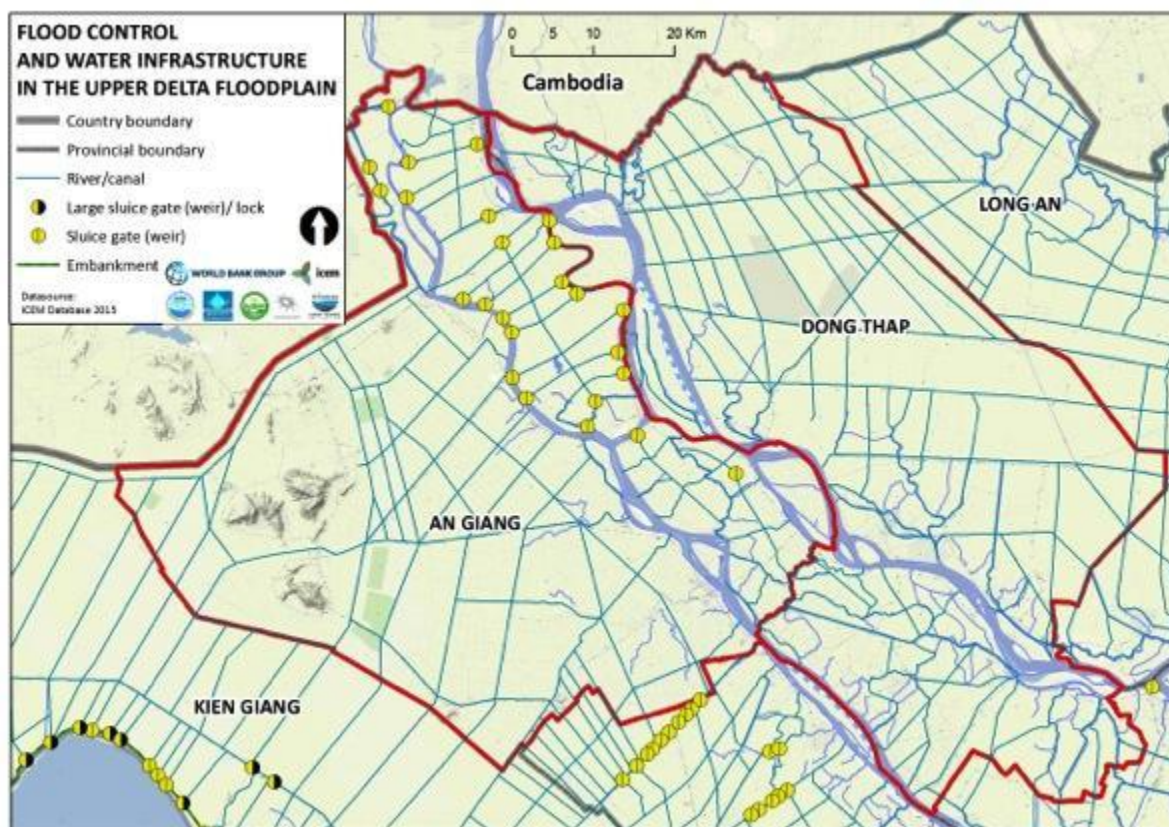 FLOOD CONTROL
AND WATER INFRASTRUCTURE
IN THE UPPER DELTA FLOODPLAIN
Country boundary
Provincial boundary
River/canal
Large sluice gate (weir)/ lock
Sluice gate (weir)
Embankment
WORLD BANK GROUP
icem
Datasource:
ICEM Database 2015
0 5 10 20 Km
Cambodia
LONG AN
DONG THAP
AN GIANG
KIEN GIANG